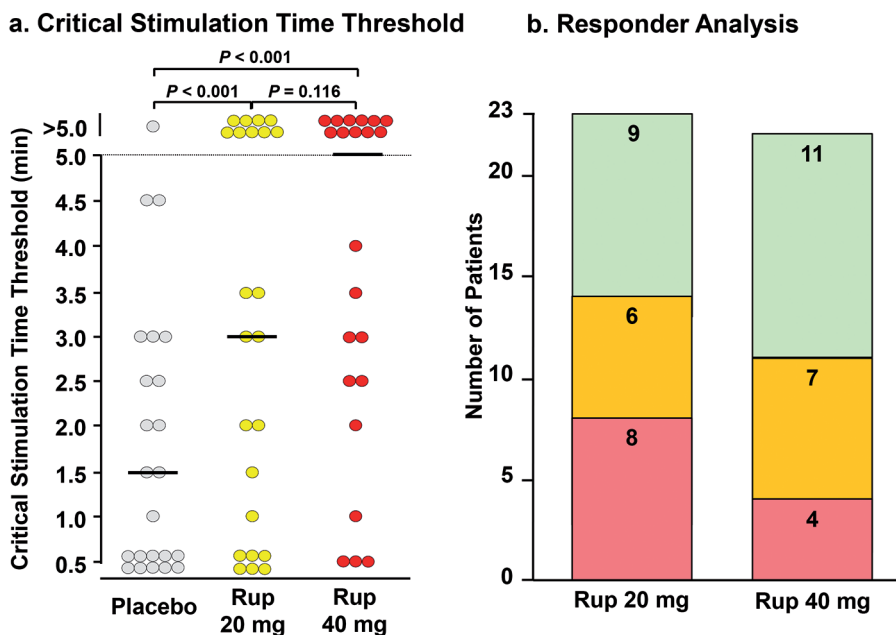 a. Critical Stimulation Time Threshold
P < 0.001
P < 0.001
P = 0.116
Critical Stimulation Time Threshold (min)
>5.0
5.0
4.5
4.0
3.5
3.0
2.5
2.0
1.5
1.0
0.5
Placebo
Rup
20 mg
Rup
40 mg
b. Responder Analysis
Number of Patients
23
20
15
10
5
0
9
6
8
11
7
4
Rup 20 mg
Rup 40 mg